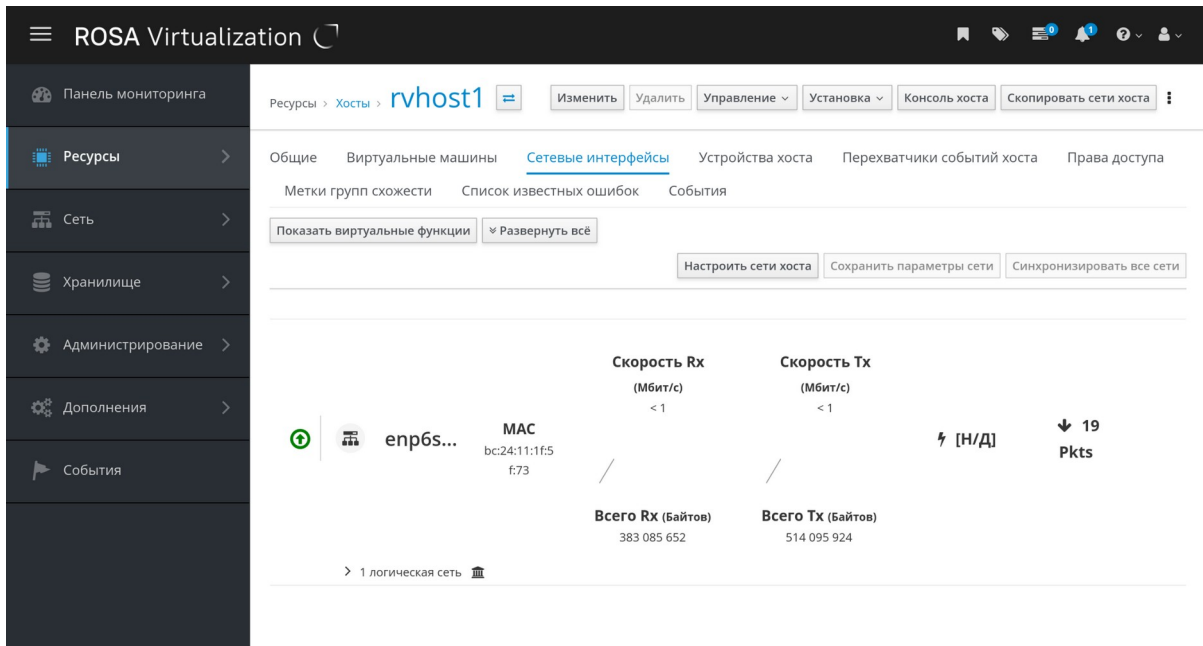 ROSA Virtualization
0
1
Панель мониторинга
Ресурсы
Сеть
Хранилище
Администрирование
Дополнения
События
Ресурсы > Хосты > rvhost1
Изменить Удалить Управление Установка Консоль хоста Скопировать сети хоста
Общие Виртуальные машины Сетевые интерфейсы Устройства хоста Перехватчики событий хоста Права доступа
Метки групп схожести Список известных ошибок События
Показать виртуальные функции Развернуть всё
Настроить сети хоста Сохранить параметры сети Синхронизировать все сети
enp6s...
MAC
bc:24:11:1f:5
f:73
Скорость Rx
(Мбит/с)
< 1
/
Всего Rx (Байтов)
383 085 652
Скорость Tx
(Мбит/с)
< 1
/
Всего Tx (Байтов)
514 095 924
[Н/Д]
19
Pkts
1 логическая сеть